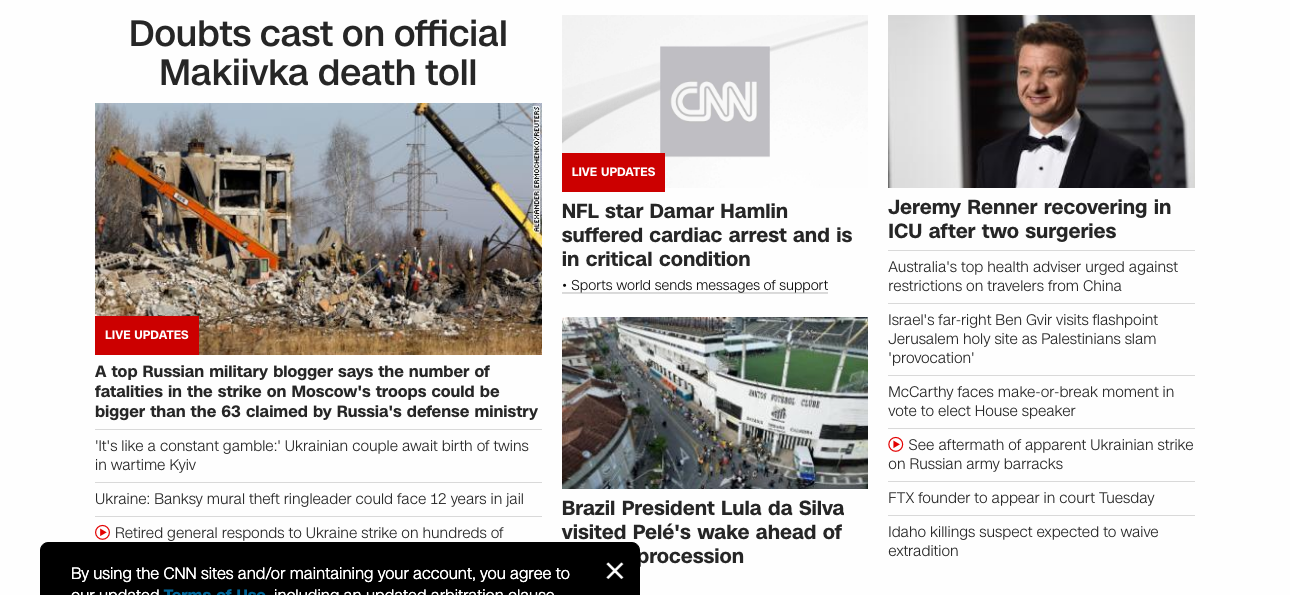 Doubts cast on official
Makiivka death toll
ALEXANDER ERMOCHENKO/REUTERS
LIVE UPDATES
A top Russian military blogger says the number of
fatalities in the strike on Moscow's troops could be
bigger than the 63 claimed by Russia's defense ministry
'It's like a constant gamble:' Ukrainian couple await birth of twins
in wartime Kyiv
Ukraine: Banksy mural theft ringleader could face 12 years in jail
Retired general responds to Ukraine strike on hundreds of
CNN
LIVE UPDATES
NFL star Damar Hamlin
suffered cardiac arrest and is
in critical condition
• Sports world sends messages of support
SANTOS FUTEBOL CLUBE
Brazil President Lula da Silva
visited Pelé's wake ahead of
procession
Jeremy Renner recovering in
ICU after two surgeries
Australia's top health adviser urged against
restrictions on travelers from China
Israel's far-right Ben Gvir visits flashpoint
Jerusalem holy site as Palestinians slam
'provocation'
McCarthy faces make-or-break moment in
vote to elect House speaker
See aftermath of apparent Ukrainian strike
on Russian army barracks
FTX founder to appear in court Tuesday
Idaho killings suspect expected to waive
extradition
By using the CNN sites and/or maintaining your account, you agree to
our updated Terms of Use, including an updated arbitration clause